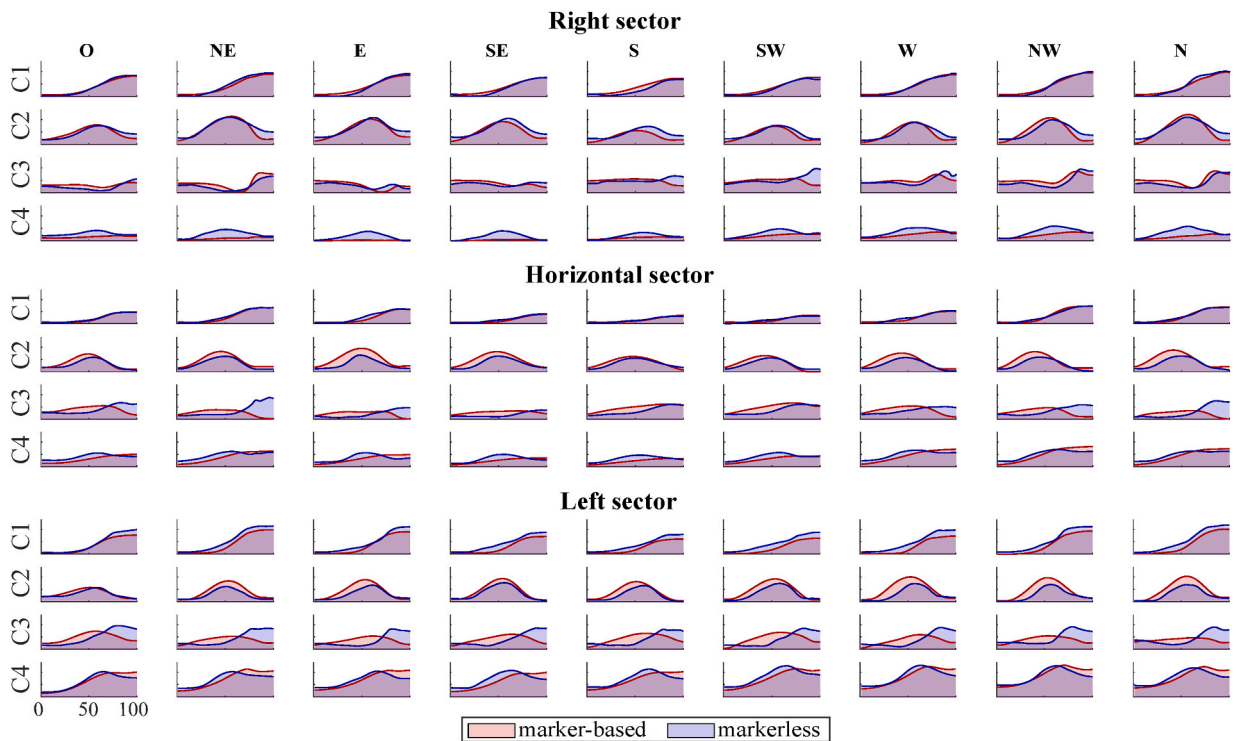 Right sector
O NE E SE S SW W NW N
C1
C2
C3
C4
Horizontal sector
C1
C2
C3
C4
Left sector
C1
C2
C3
C4
0 50 100
marker-based markerless